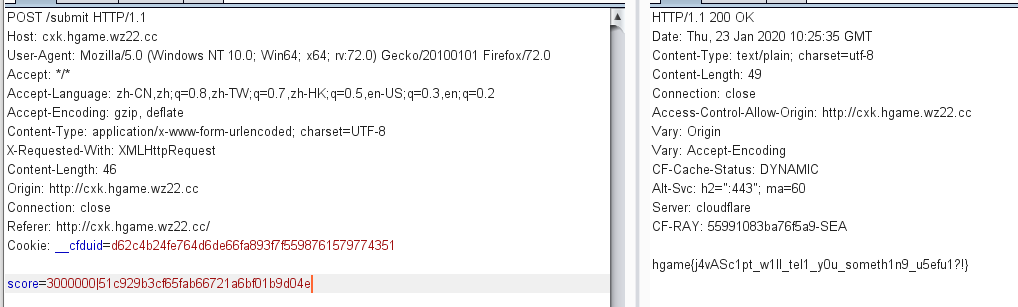 POST /submit HTTP/1.1
Host: cxk.hgame.wz22.cc
User-Agent: Mozilla/5.0 (Windows NT 10.0; Win64; x64; rv:72.0) Gecko/20100101 Firefox/72.0
Accept: */*
Accept-Language: zh-CN,zh;q=0.8,zh-TW;q=0.7,zh-HK;q=0.5,en-US;q=0.3,en;q=0.2
Accept-Encoding: gzip, deflate
Content-Type: application/x-www-form-urlencoded; charset=UTF-8
X-Requested-With: XMLHttpRequest
Content-Length: 46
Origin: http://cxk.hgame.wz22.cc
Connection: close
Referer: http://cxk.hgame.wz22.cc/
Cookie: __cfduid=d62c4b24fe764d6de66fa893f7f5598761579774351
score=3000000|51c929b3cf65fab66721a6bf01b9d04e
HTTP/1.1 200 OK
Date: Thu, 23 Jan 2020 10:25:35 GMT
Content-Type: text/plain; charset=utf-8
Content-Length: 49
Connection: close
Access-Control-Allow-Origin: http://cxk.hgame.wz22.cc
Vary: Origin
Vary: Accept-Encoding
CF-Cache-Status: DYNAMIC
Alt-Svc: h2=":443"; ma=60
Server: cloudflare
CF-RAY: 55991083ba76f5a9-SEA
hgame{j4vASc1pt_w1ll_tel1_y0u_someth1n9_u5efu1?!}